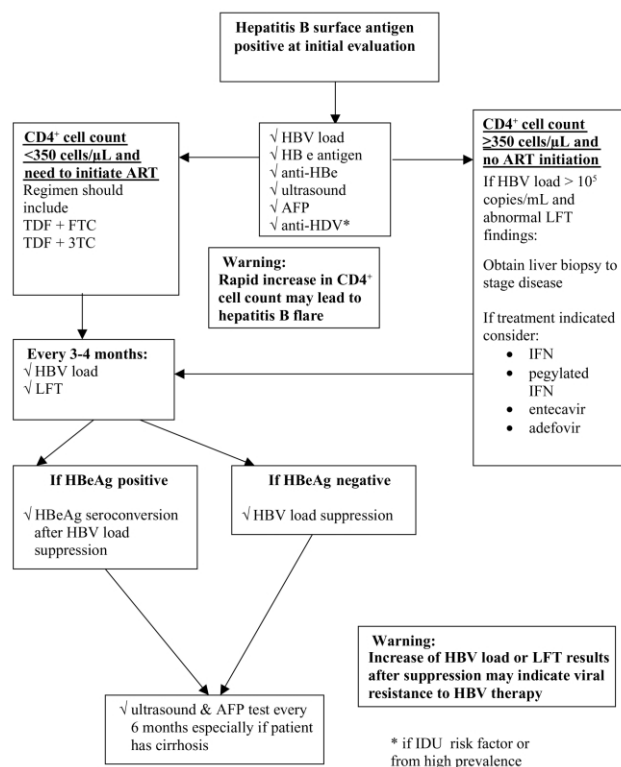 Hepatitis B surface antigen
positive at initial evaluation
CD4⁺ cell count
<350 cells/µL and
need to initiate ART
Regimen should
include
TDF + FTC
TDF + 3TC
√ HBV load
√ HB e antigen
√ anti-HBe
√ ultrasound
√ AFP
√ anti-HDV*
CD4⁺ cell count
≥350 cells/µL and
no ART initiation
If HBV load > 10⁵
copies/mL and
abnormal LFT
findings:
Obtain liver biopsy to
stage disease
If treatment indicated
consider:
• IFN
• pegylated
IFN
• entecavir
• adefovir
Warning:
Rapid increase in CD4⁺
cell count may lead to
hepatitis B flare
Every 3-4 months:
√ HBV load
√ LFT
If HBeAg positive
√ HBeAg seroconversion
after HBV load
suppression
If HBeAg negative
√ HBV load suppression
Warning:
Increase of HBV load or LFT results
after suppression may indicate viral
resistance to HBV therapy
√ ultrasound & AFP test every
6 months especially if patient
has cirrhosis
* if IDU risk factor or
from high prevalence